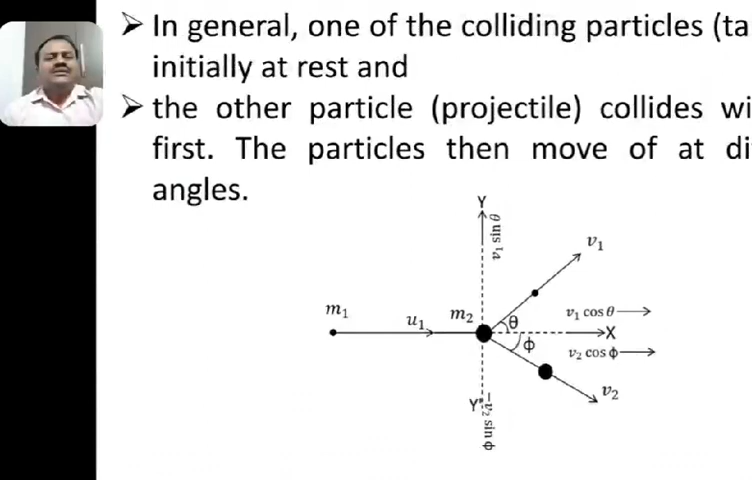 ➢ In general, one of the colliding particles (ta
initially at rest and
➢ the other particle (projectile) collides wi
first. The particles then move of at di
angles.
Y
v₁ sin θ
v₁
m₁
u₁
m₂
θ
v₁ cos θ
X
ϕ
v₂ cos ϕ
v₂
Y'
−v₂ sin ϕ